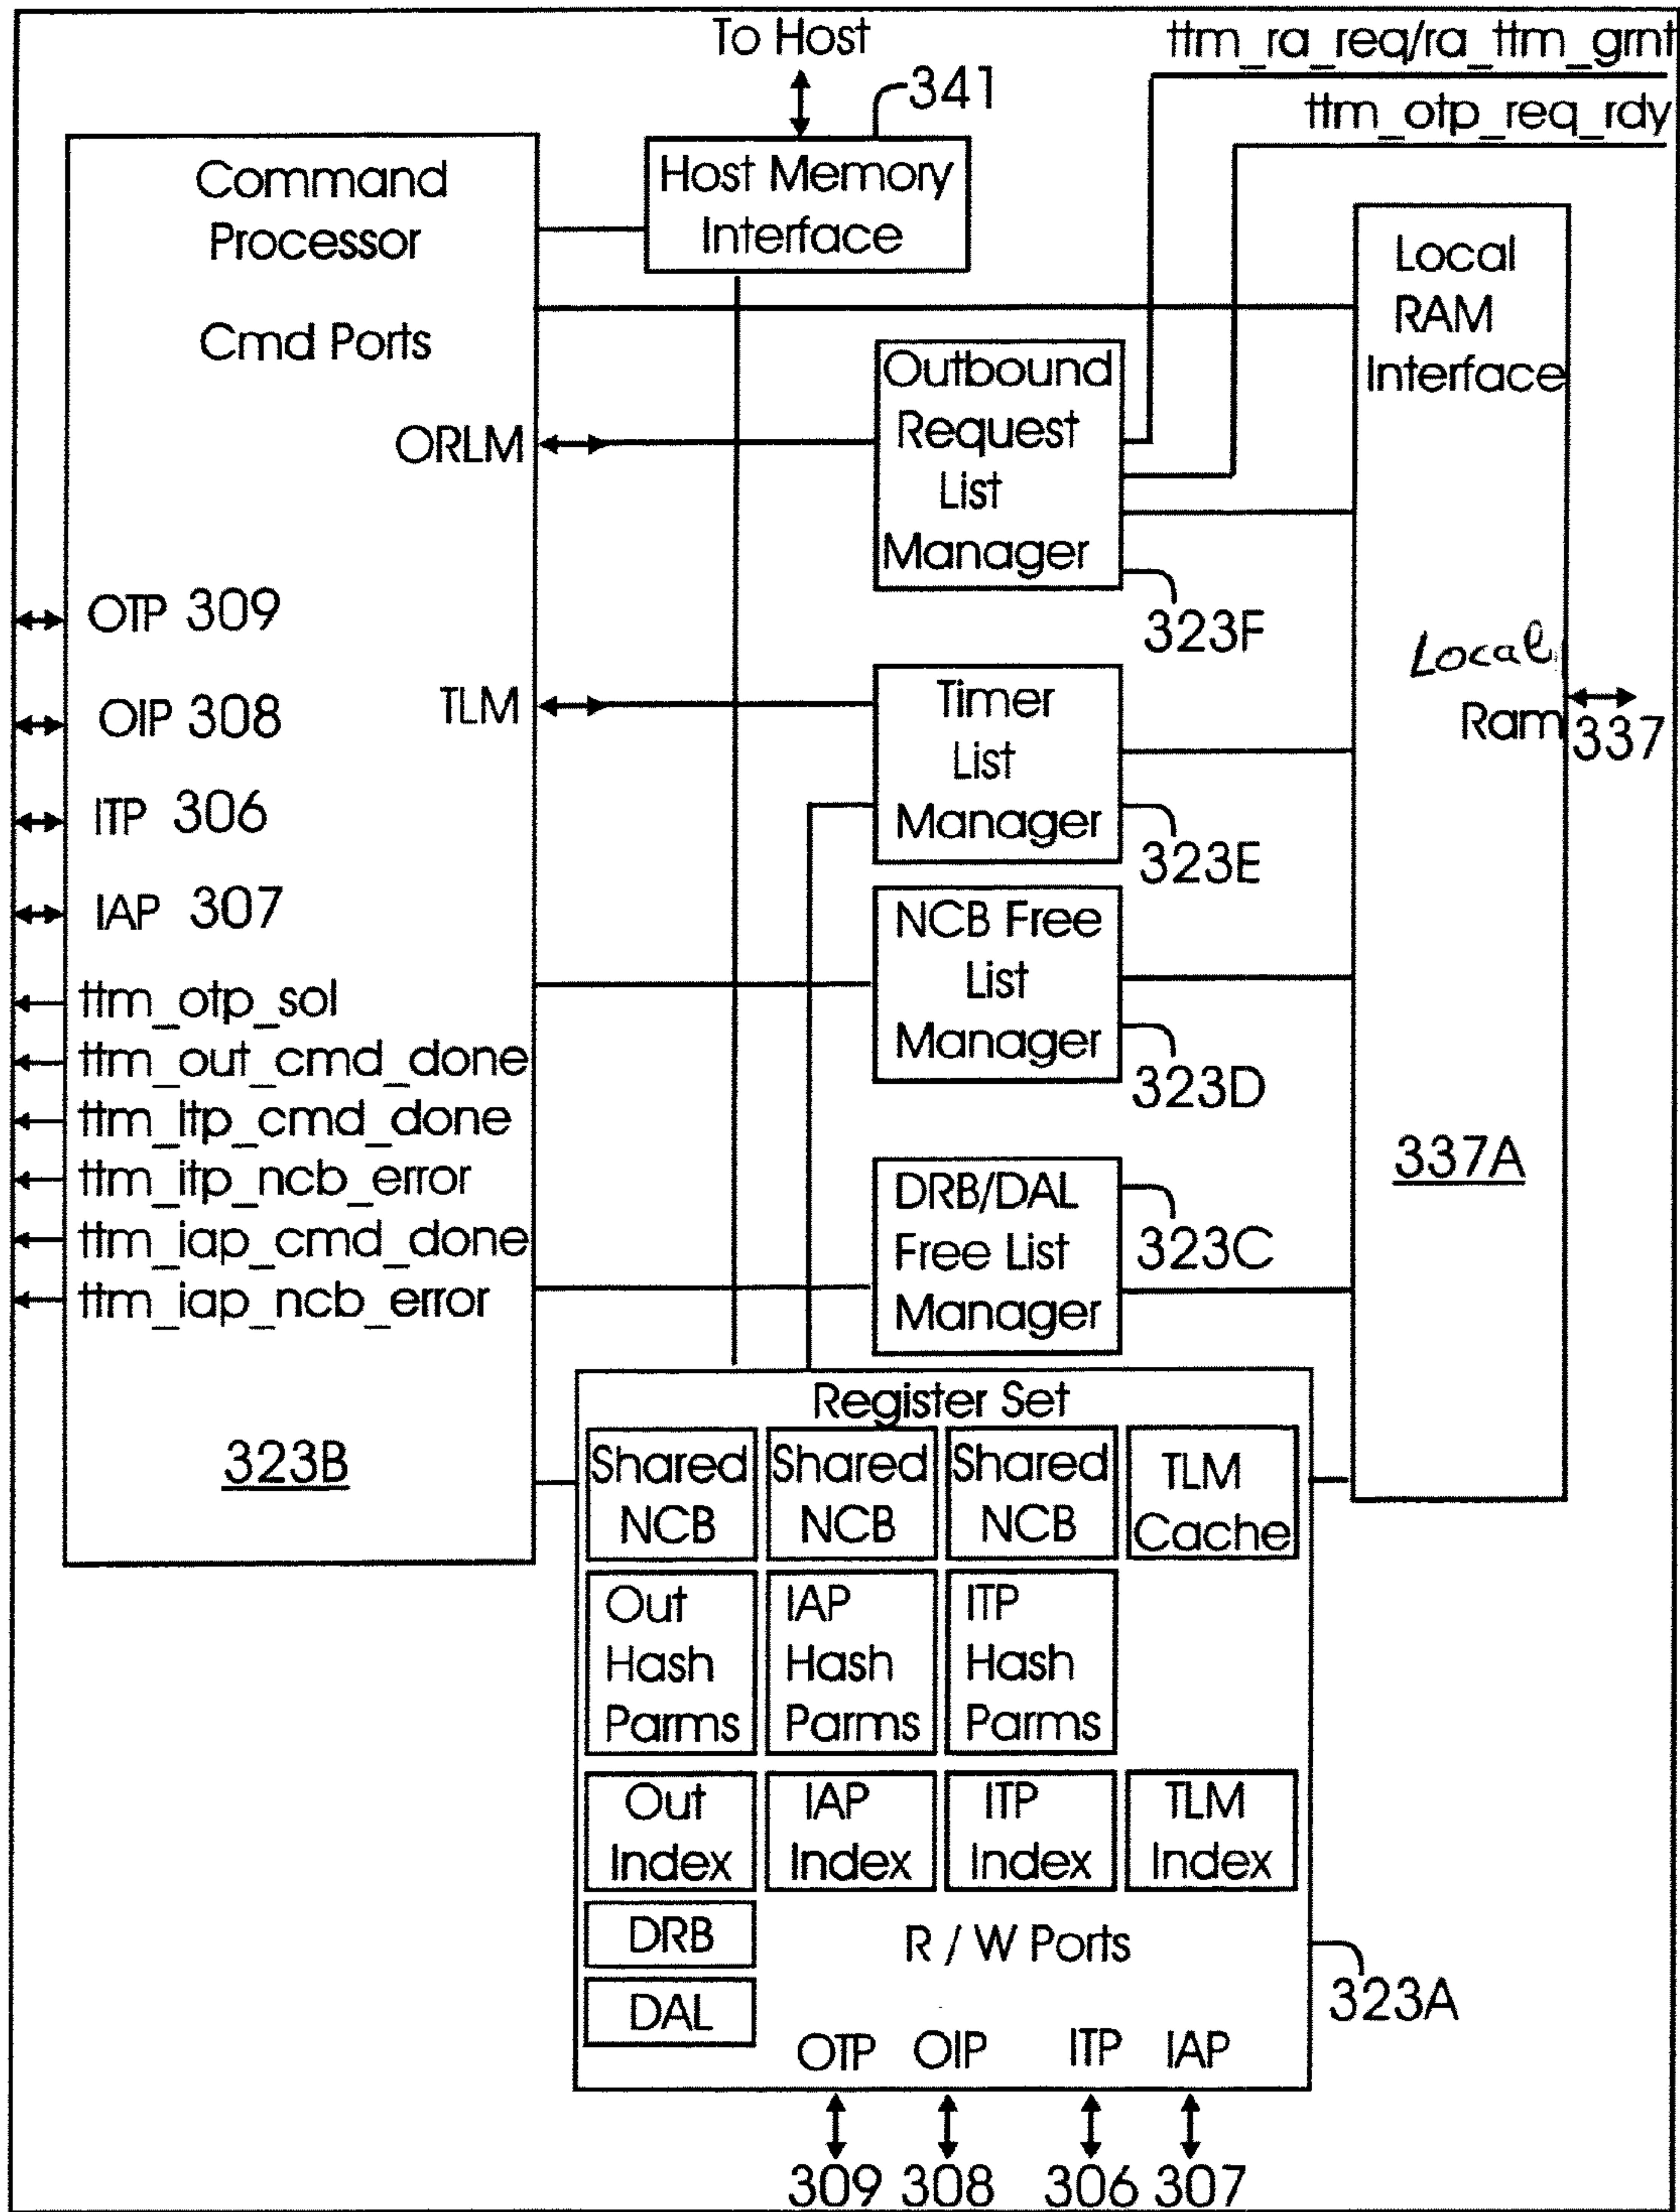 To Host
ttm_ra_req/ra_ttm_grnt
341
ttm_otp_req_rdy
Command
Processor
Cmd Ports
Host Memory
Interface
Local
RAM
Interface
ORLM
Outbound
Request
List
Manager
323F
OTP 309
OIP 308
ITP 306
IAP 307
TLM
Timer
List
Manager
323E
Local
Ram
337
NCB Free
List
Manager
323D
ttm_otp_sol
ttm_out_cmd_done
ttm_itp_cmd_done
ttm_itp_ncb_error
ttm_iap_cmd_done
ttm_iap_ncb_error
DRB/DAL
Free List
Manager
323C
337A
323B
Register Set
Shared
NCB
Shared
NCB
Shared
NCB
TLM
Cache
Out
Hash
Parms
IAP
Hash
Parms
ITP
Hash
Parms
Out
Index
IAP
Index
ITP
Index
TLM
Index
DRB
DAL
R / W Ports
323A
OTP OIP ITP IAP
309 308 306 307